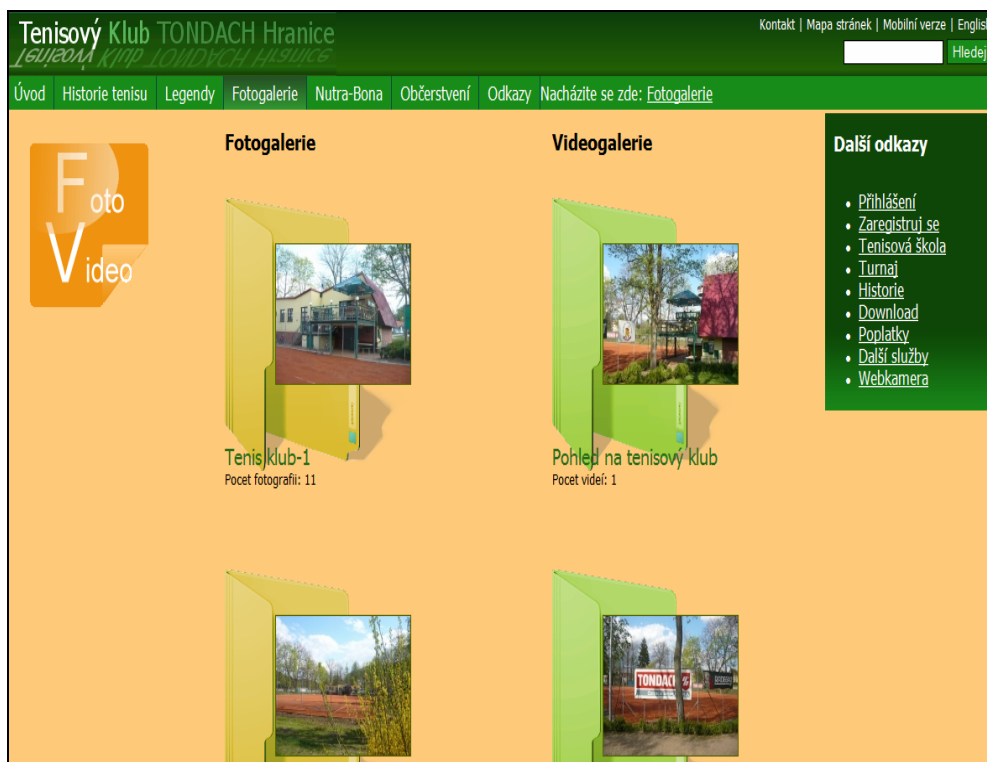 Tenisový Klub TONDACH Hranice
Kontakt | Mapa stránek | Mobilní verze | English
Hledej
Úvod Historie tenisu Legendy Fotogalerie Nutra-Bona Občerstvení Odkazy Nacházite se zde: Fotogalerie
Foto
Video
Fotogalerie
Tenis klub-1
Pocet fotografii: 11
Videogalerie
Pohled na tenisový klub
Pocet videí: 1
TONDACH
Další odkazy
Přihlášení
Zaregistruj se
Tenisová škola
Turnaj
Historie
Download
Poplatky
Další služby
Webkamera